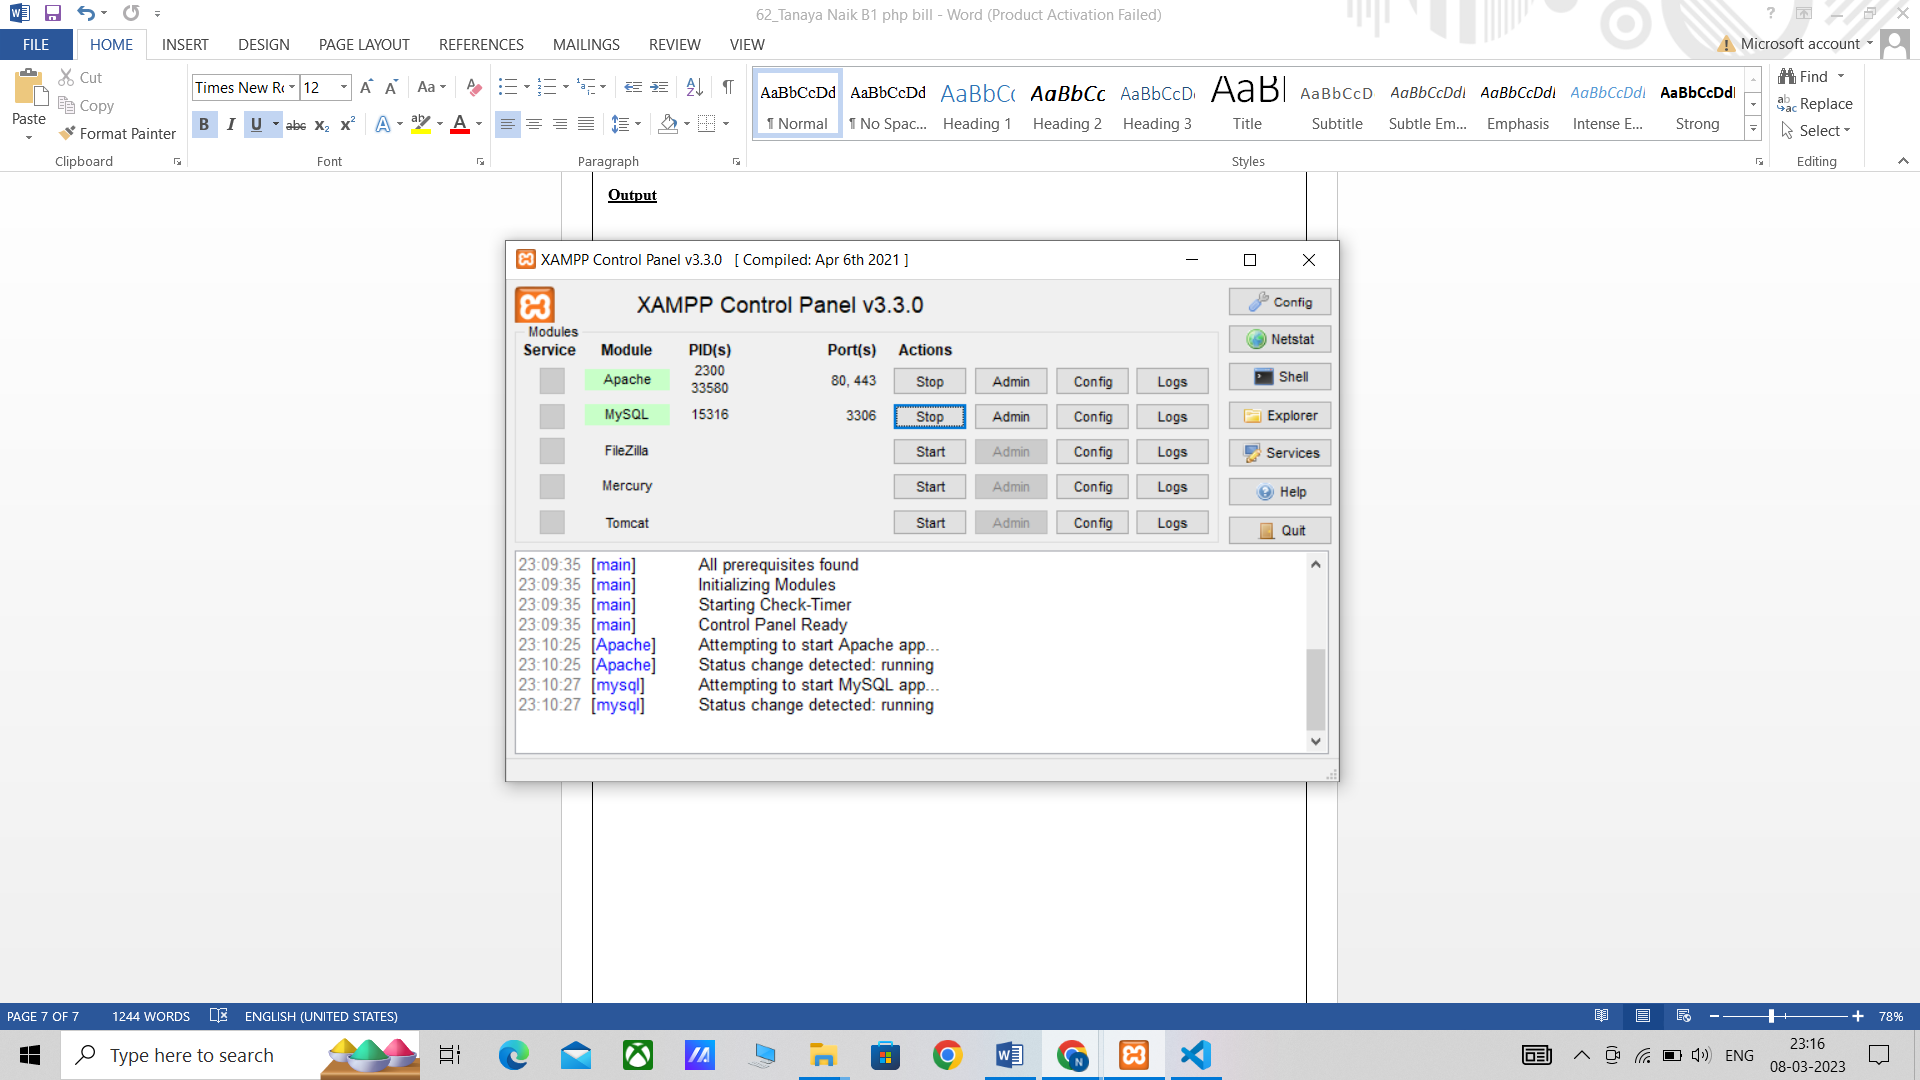 62_Tanaya Naik B1 php bill - Word (Product Activation Failed)
FILE HOME INSERT DESIGN PAGE LAYOUT REFERENCES MAILINGS REVIEW VIEW Microsoft account
Paste
Cut
Copy
Format Painter
Clipboard
Times New Ro 12 Aa
B I U abc x₂ x² A aby A
Font
Paragraph
AaBbCcDd AaBbCcDd AaBbCc AaBbCc AaBbCcD AaBl AaBbCcD AaBbCcDd AaBbCcDd AaBbCcDd AaBbCcDd
¶ Normal ¶ No Spac... Heading 1 Heading 2 Heading 3 Title Subtitle Subtle Em... Emphasis Intense E... Strong
Styles
Find
Replace
Select
Editing
Output
XAMPP Control Panel v3.3.0 [ Compiled: Apr 6th 2021 ]
XAMPP Control Panel v3.3.0
Modules
Service Module PID(s) Port(s) Actions
Apache 2300 33580 80, 443 Stop Admin Config Logs
MySQL 15316 3306 Stop Admin Config Logs
FileZilla Start Admin Config Logs
Mercury Start Admin Config Logs
Tomcat Start Admin Config Logs
Config
Netstat
Shell
Explorer
Services
Help
Quit
23:09:35 [main] All prerequisites found
23:09:35 [main] Initializing Modules
23:09:35 [main] Starting Check-Timer
23:09:35 [main] Control Panel Ready
23:10:25 [Apache] Attempting to start Apache app...
23:10:25 [Apache] Status change detected: running
23:10:27 [mysql] Attempting to start MySQL app...
23:10:27 [mysql] Status change detected: running
PAGE 7 OF 7 1244 WORDS ENGLISH (UNITED STATES) 78%
Type here to search
ENG
23:16
08-03-2023